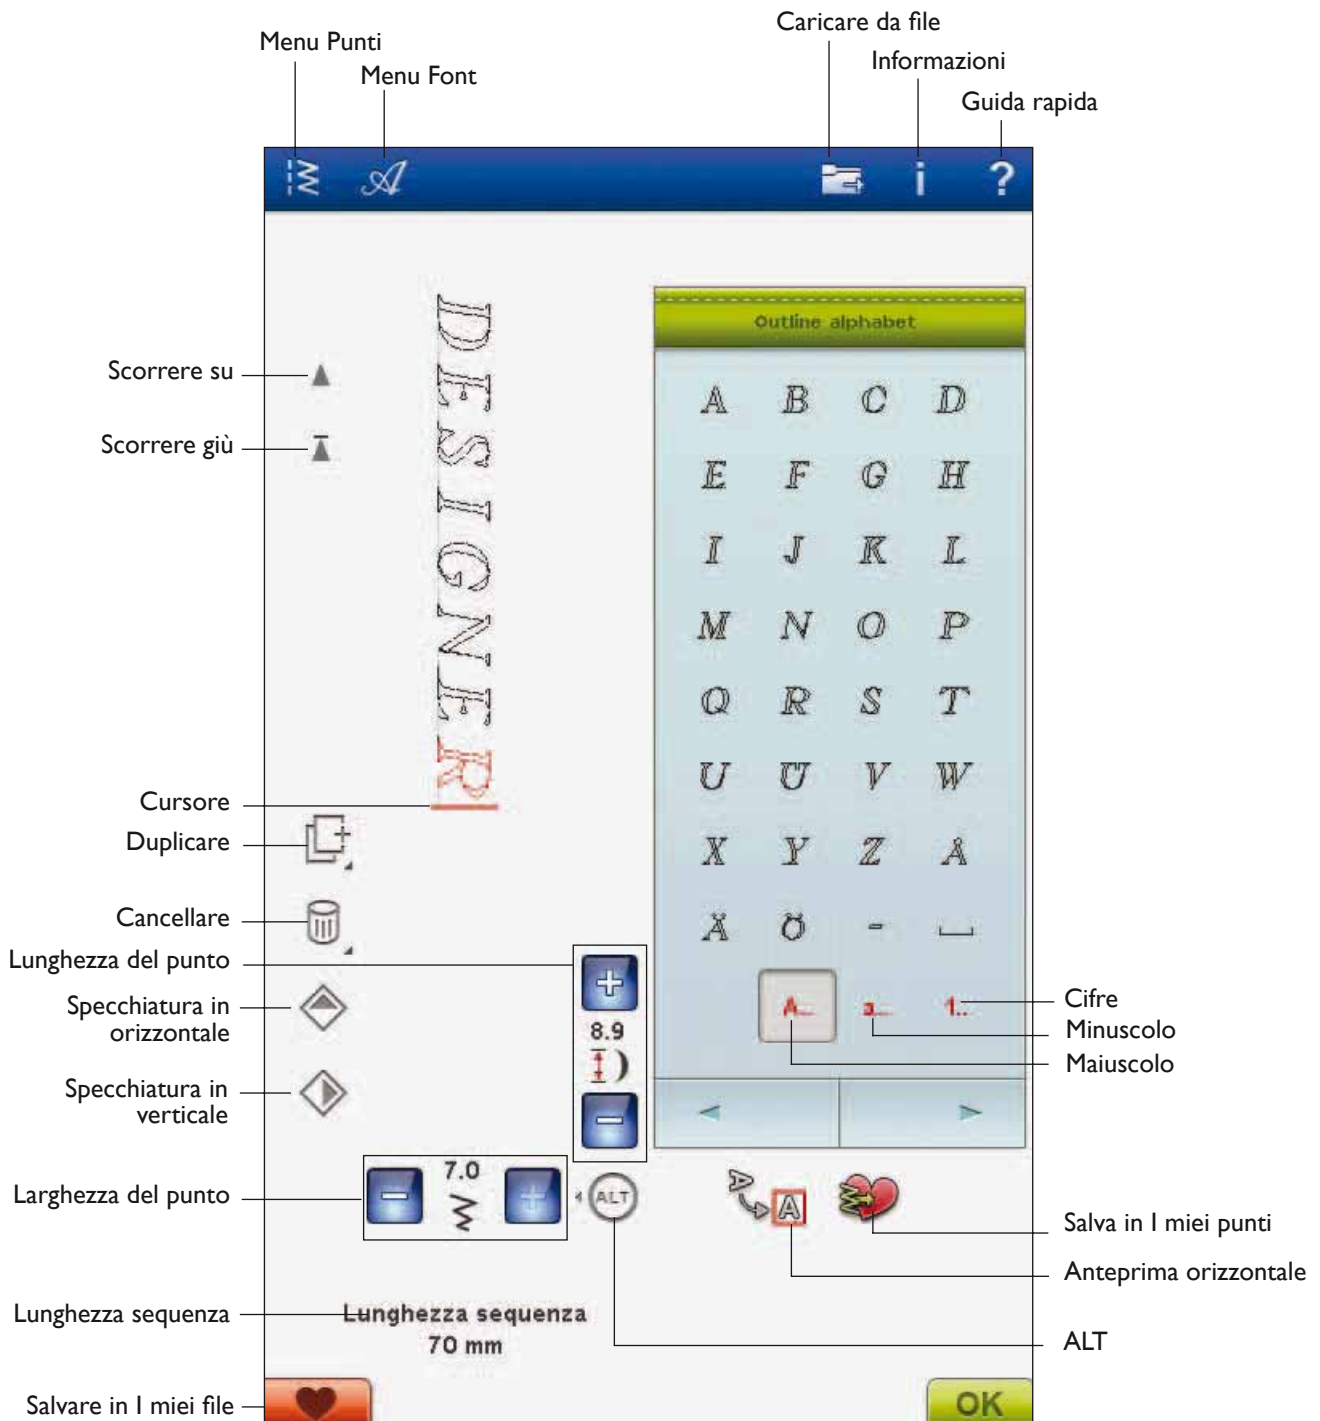 Caricare da file
Menu Punti
Informazioni
Menu Font
Guida rapida
A i ?
DESIGNER
Outline alphabet
A B C D
E F G H
I J K L
M N O P
Q R S T
U Ü V W
X Y Z Å
Ä Ö -
A... a... 1..
Scorrere su
Scorrere giù
Cursore
Duplicare
Cancellare
Lunghezza del punto
+
8.9
-
Specchiatura in
orizzontale
Specchiatura in
verticale
Cifre
Minuscolo
Maiuscolo
Larghezza del punto
- 7.0 +
ALT
A
A
Salva in I miei punti
Anteprima orizzontale
Lunghezza sequenza
Lunghezza sequenza
70 mm
ALT
Salvare in I miei file
OK